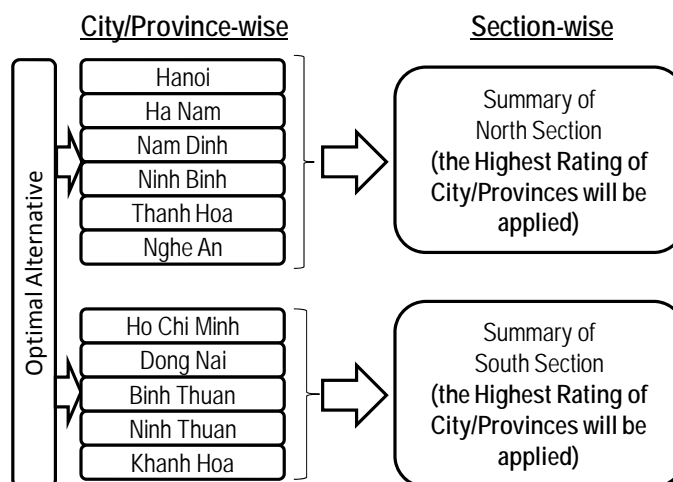 City/Province-wise
Section-wise
Optimal Alternative
Hanoi
Ha Nam
Nam Dinh
Ninh Binh
Thanh Hoa
Nghe An
Summary of
North Section
(the Highest Rating of
City/Provinces will be
applied)
Ho Chi Minh
Dong Nai
Binh Thuan
Ninh Thuan
Khanh Hoa
Summary of
South Section
(the Highest Rating of
City/Provinces will be
applied)